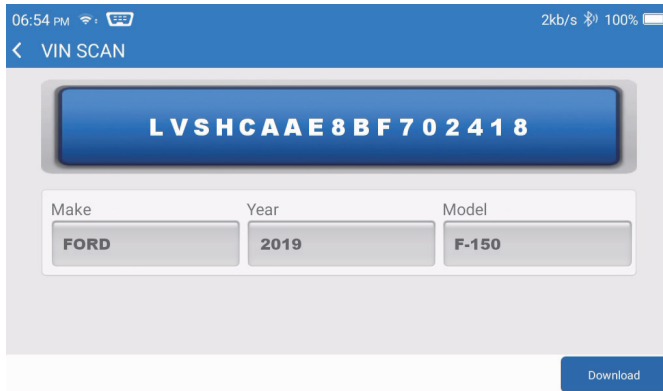 06:54 PM 2kb/s 100%
VIN SCAN
LVSHCAAE8BF702418
Make Year Model
FORD 2019 F-150
Download